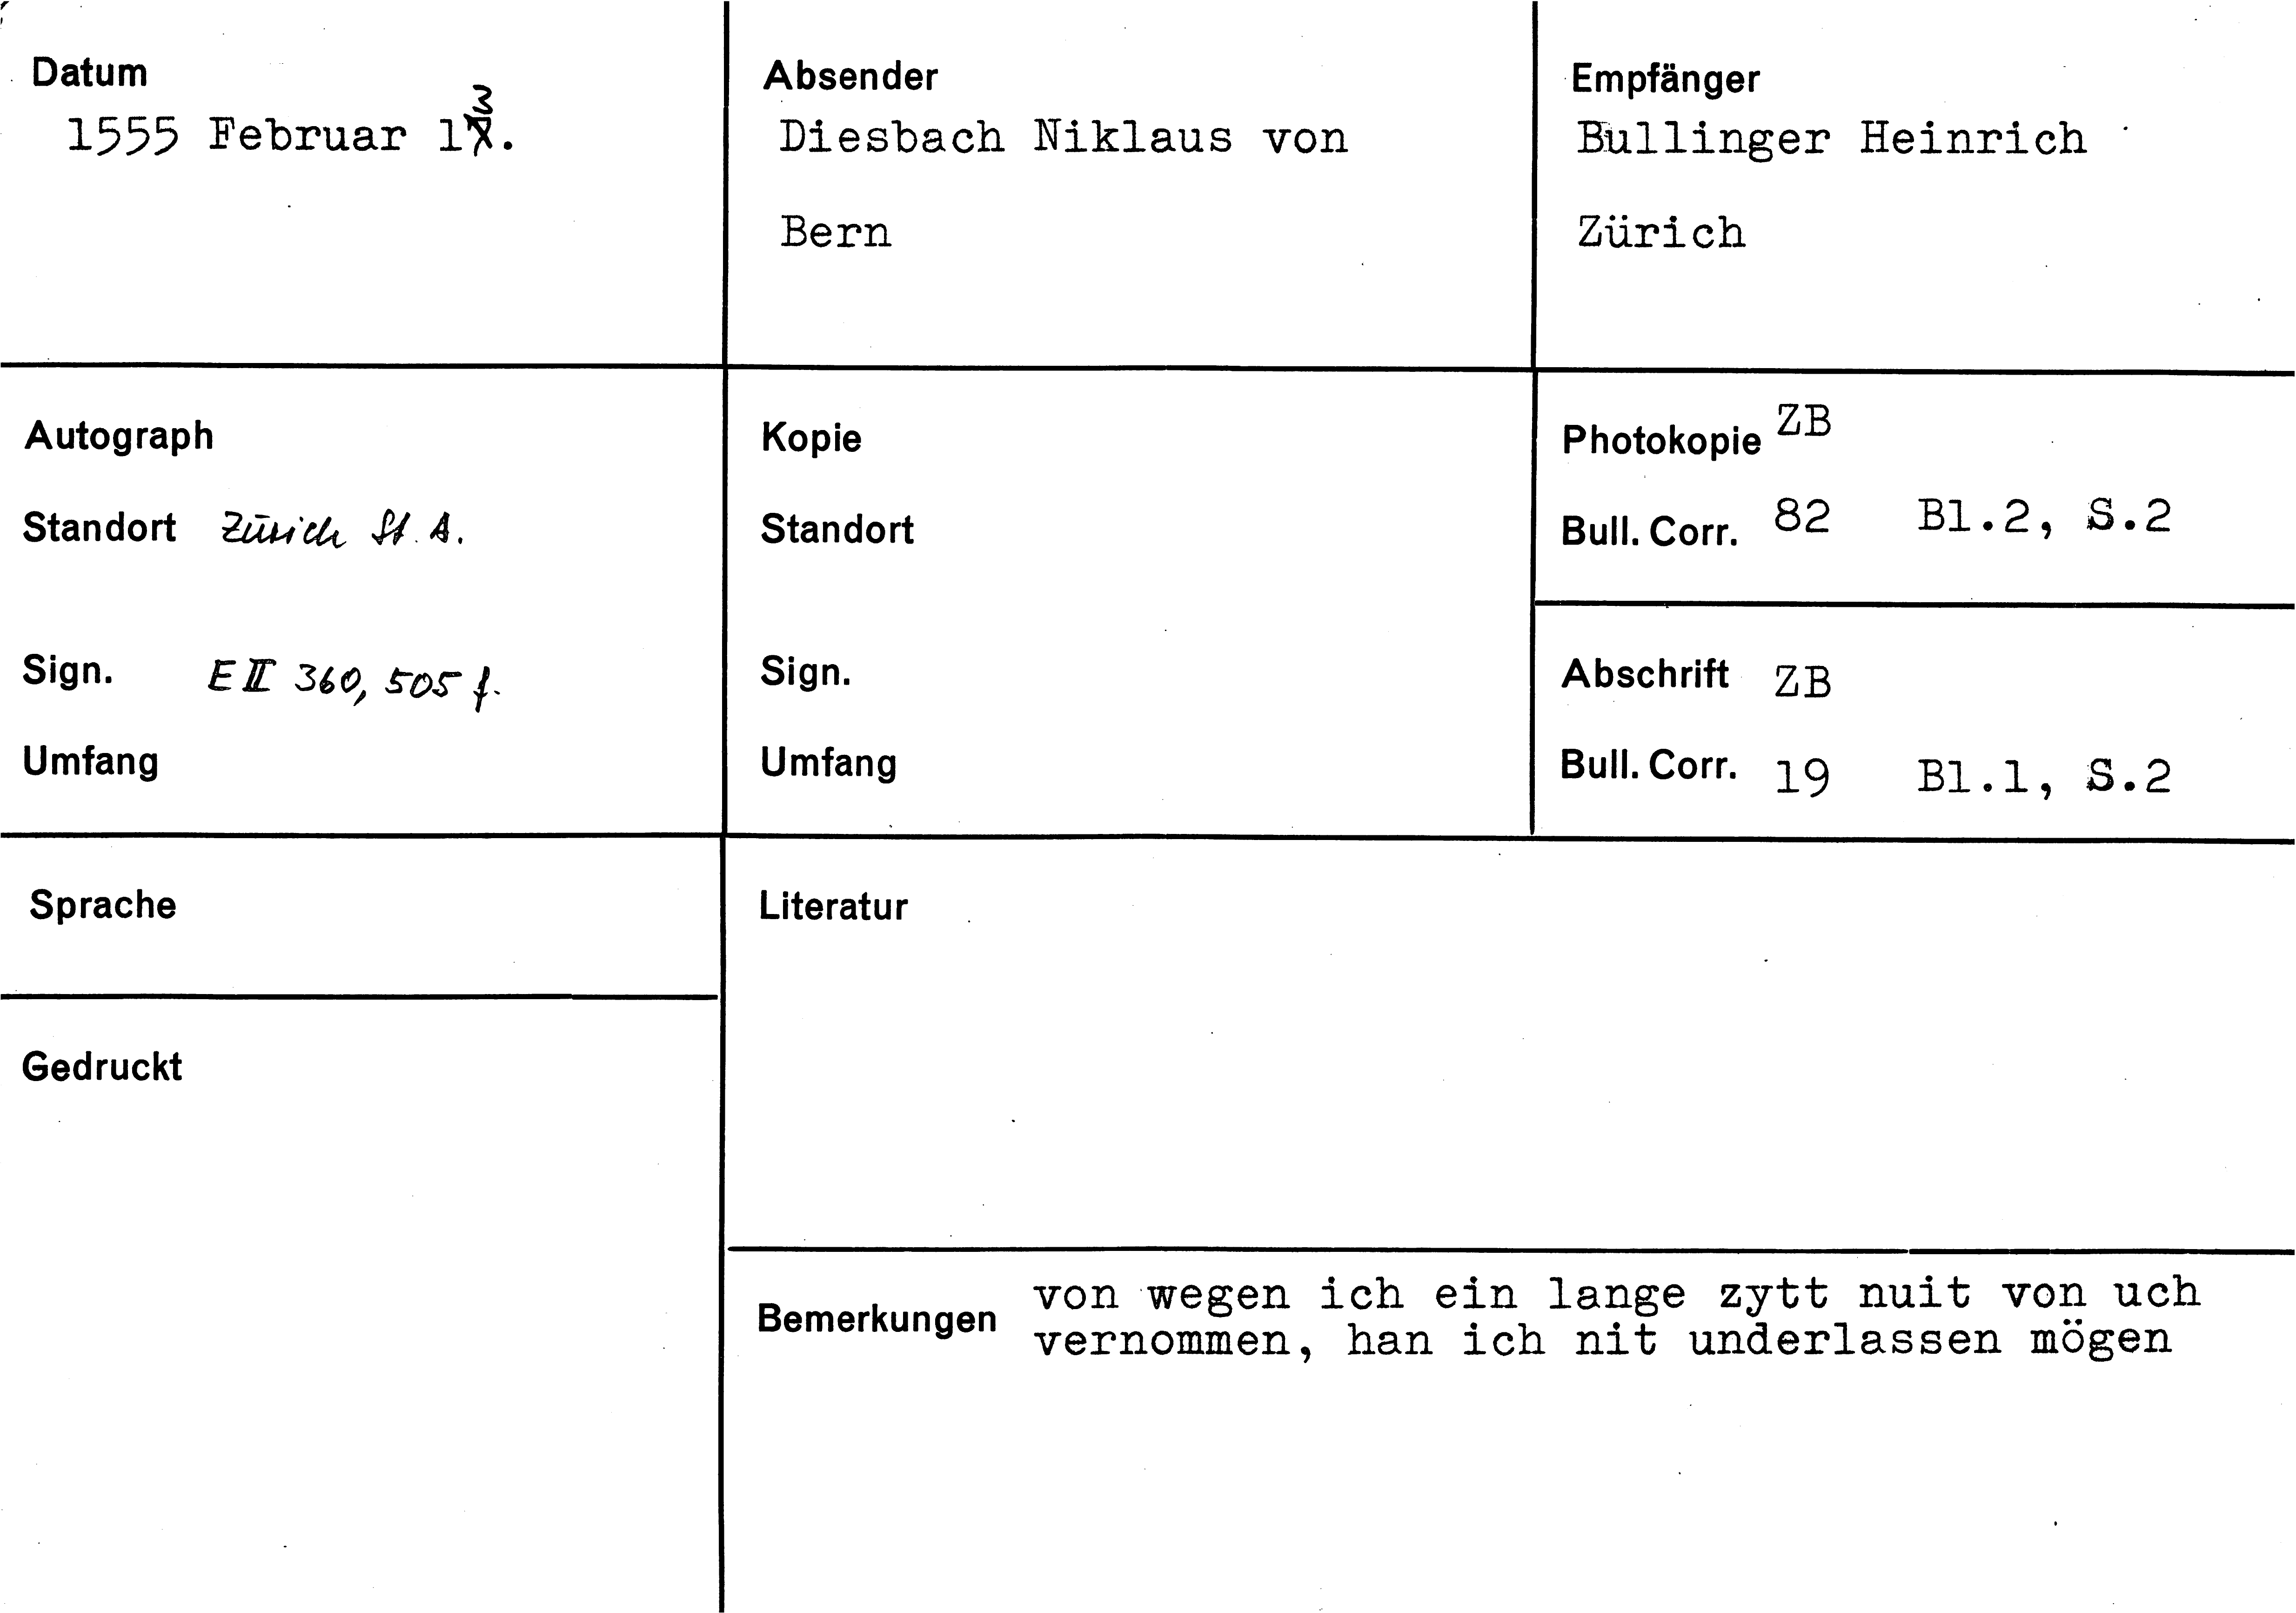 Datum
1555 Februar 13.
Absender
Diesbach Niklaus von
Bern
Empfänger
Bullinger Heinrich
Zürich
Autograph
Standort Zürich St. A.
Sign. E II 360, 505 f.
Umfang
Kopie
Standort
Sign.
Umfang
Photokopie ZB
Bull. Corr. 82 Bl.2, S.2
Abschrift ZB
Bull. Corr. 19 Bl.1, S.2
Sprache
Gedruckt
Literatur
Bemerkungen
von wegen ich ein lange zytt nuit von uch
vernommen, han ich nit underlassen mögen